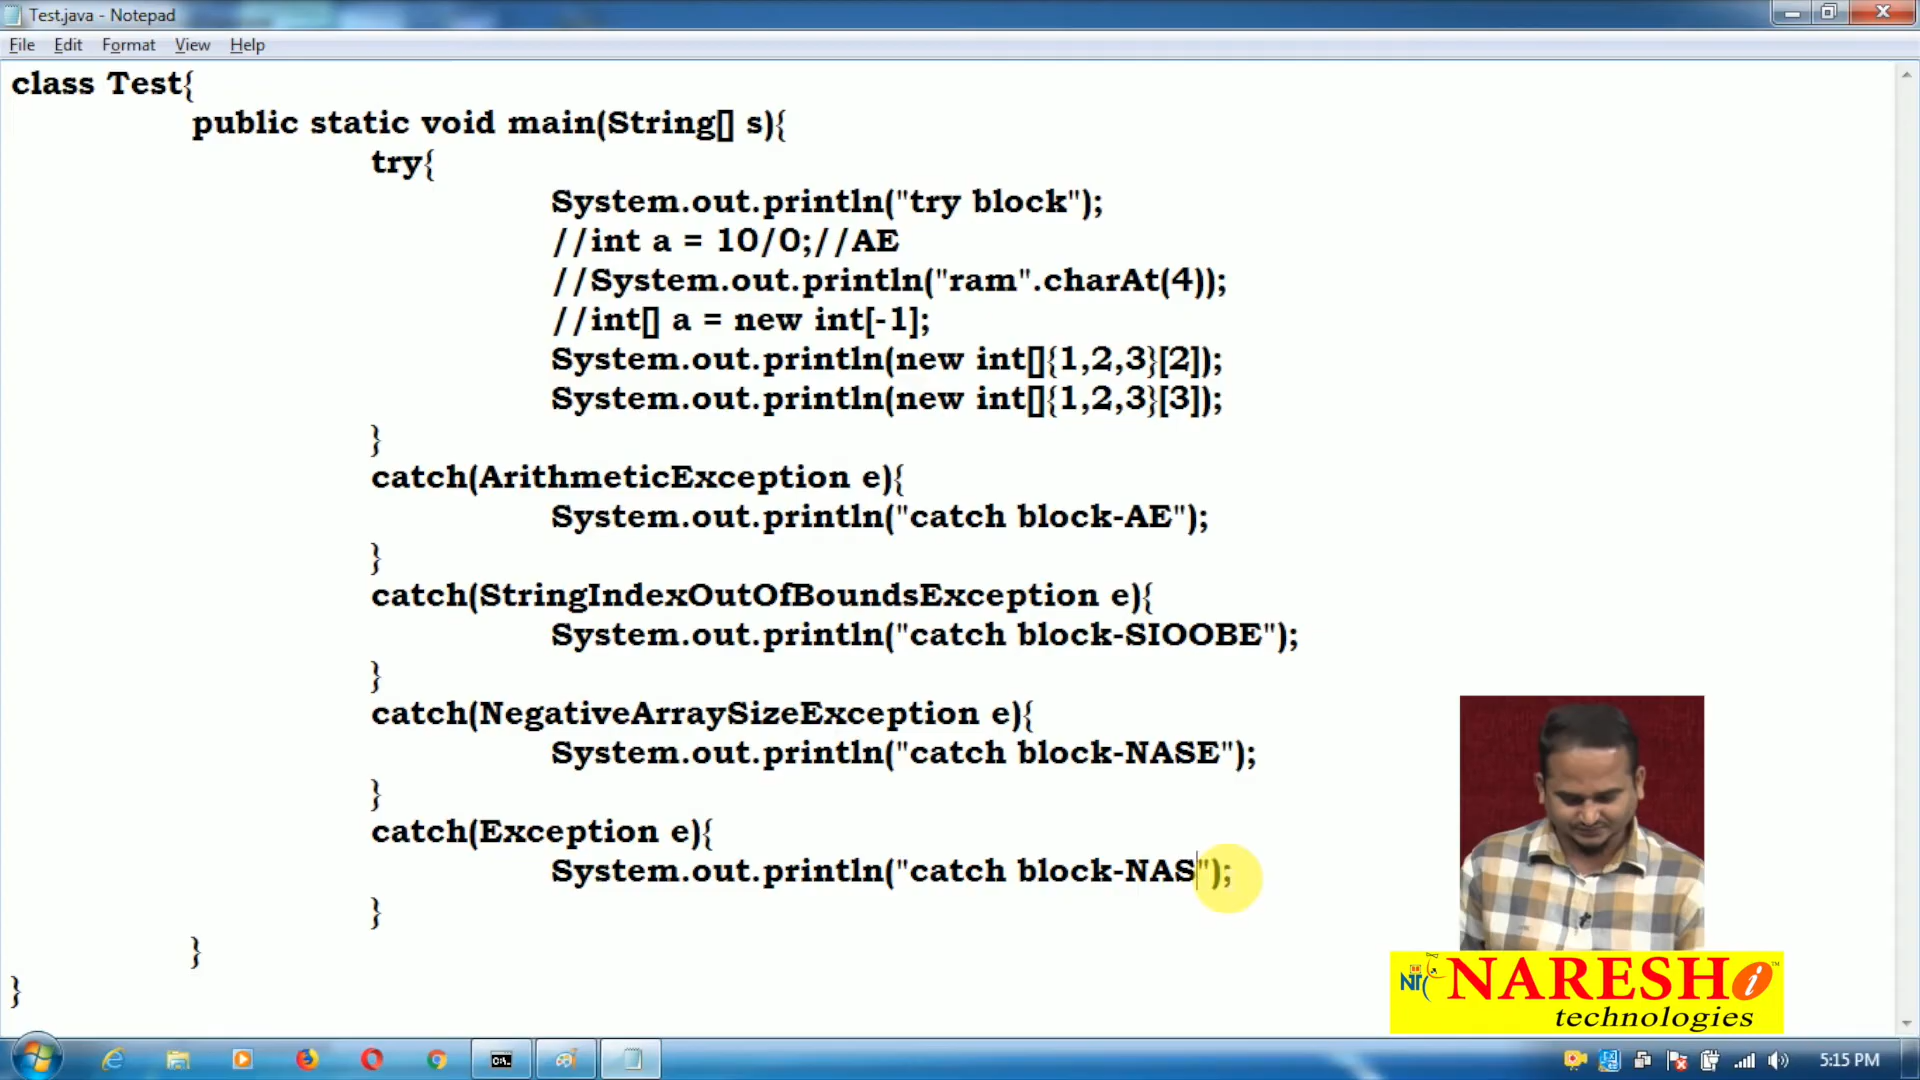 Test.java - Notepad
File Edit Format View Help
class Test{
public static void main(String[] s){
try{
System.out.println("try block");
//int a = 10/0;//AE
//System.out.println("ram".charAt(4));
//int[] a = new int[-1];
System.out.println(new int[]{1,2,3}[2]);
System.out.println(new int[]{1,2,3}[3]);
}
catch(ArithmeticException e){
System.out.println("catch block-AE");
}
catch(StringIndexOutOfBoundsException e){
System.out.println("catch block-SIOOBE");
}
catch(NegativeArraySizeException e){
System.out.println("catch block-NASE");
}
catch(Exception e){
System.out.println("catch block-NAS");
}
}
}
NARESH i ™
technologies
5:15 PM